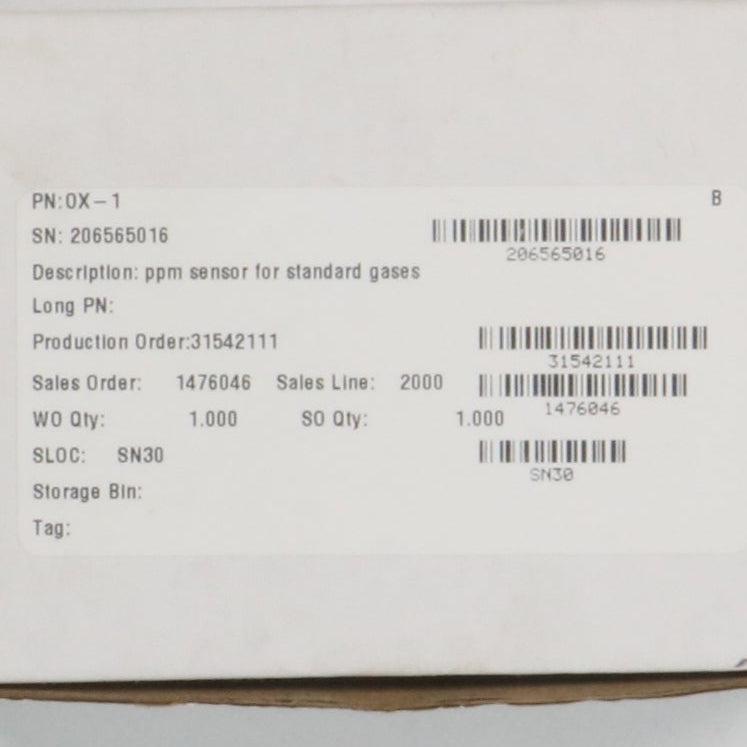 PN:OX-1 B
SN: 206565016
206565016
Description: ppm sensor for standard gases
Long PN:
Production Order:31542111
31542111
Sales Order: 1476046 Sales Line: 2000
1476046
WO Qty: 1.000 SO Qty: 1.000
SLOC: SN30
SN30
Storage Bin:
Tag: